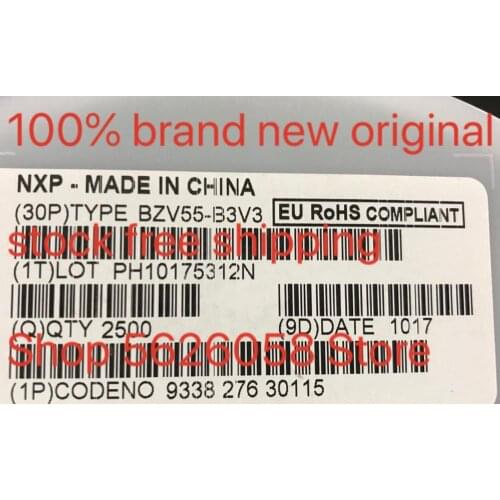 100% brand new original
NXP - MADE IN CHINA
(30P)TYPE BZV55-B3V3 EU RoHS COMPLIANT
stock free shipping
(1T)LOT PH10175312N
(Q)QTY 2500 (9D)DATE 1017
Shop 5626058 Store
(1P)CODENO 9338 276 30115